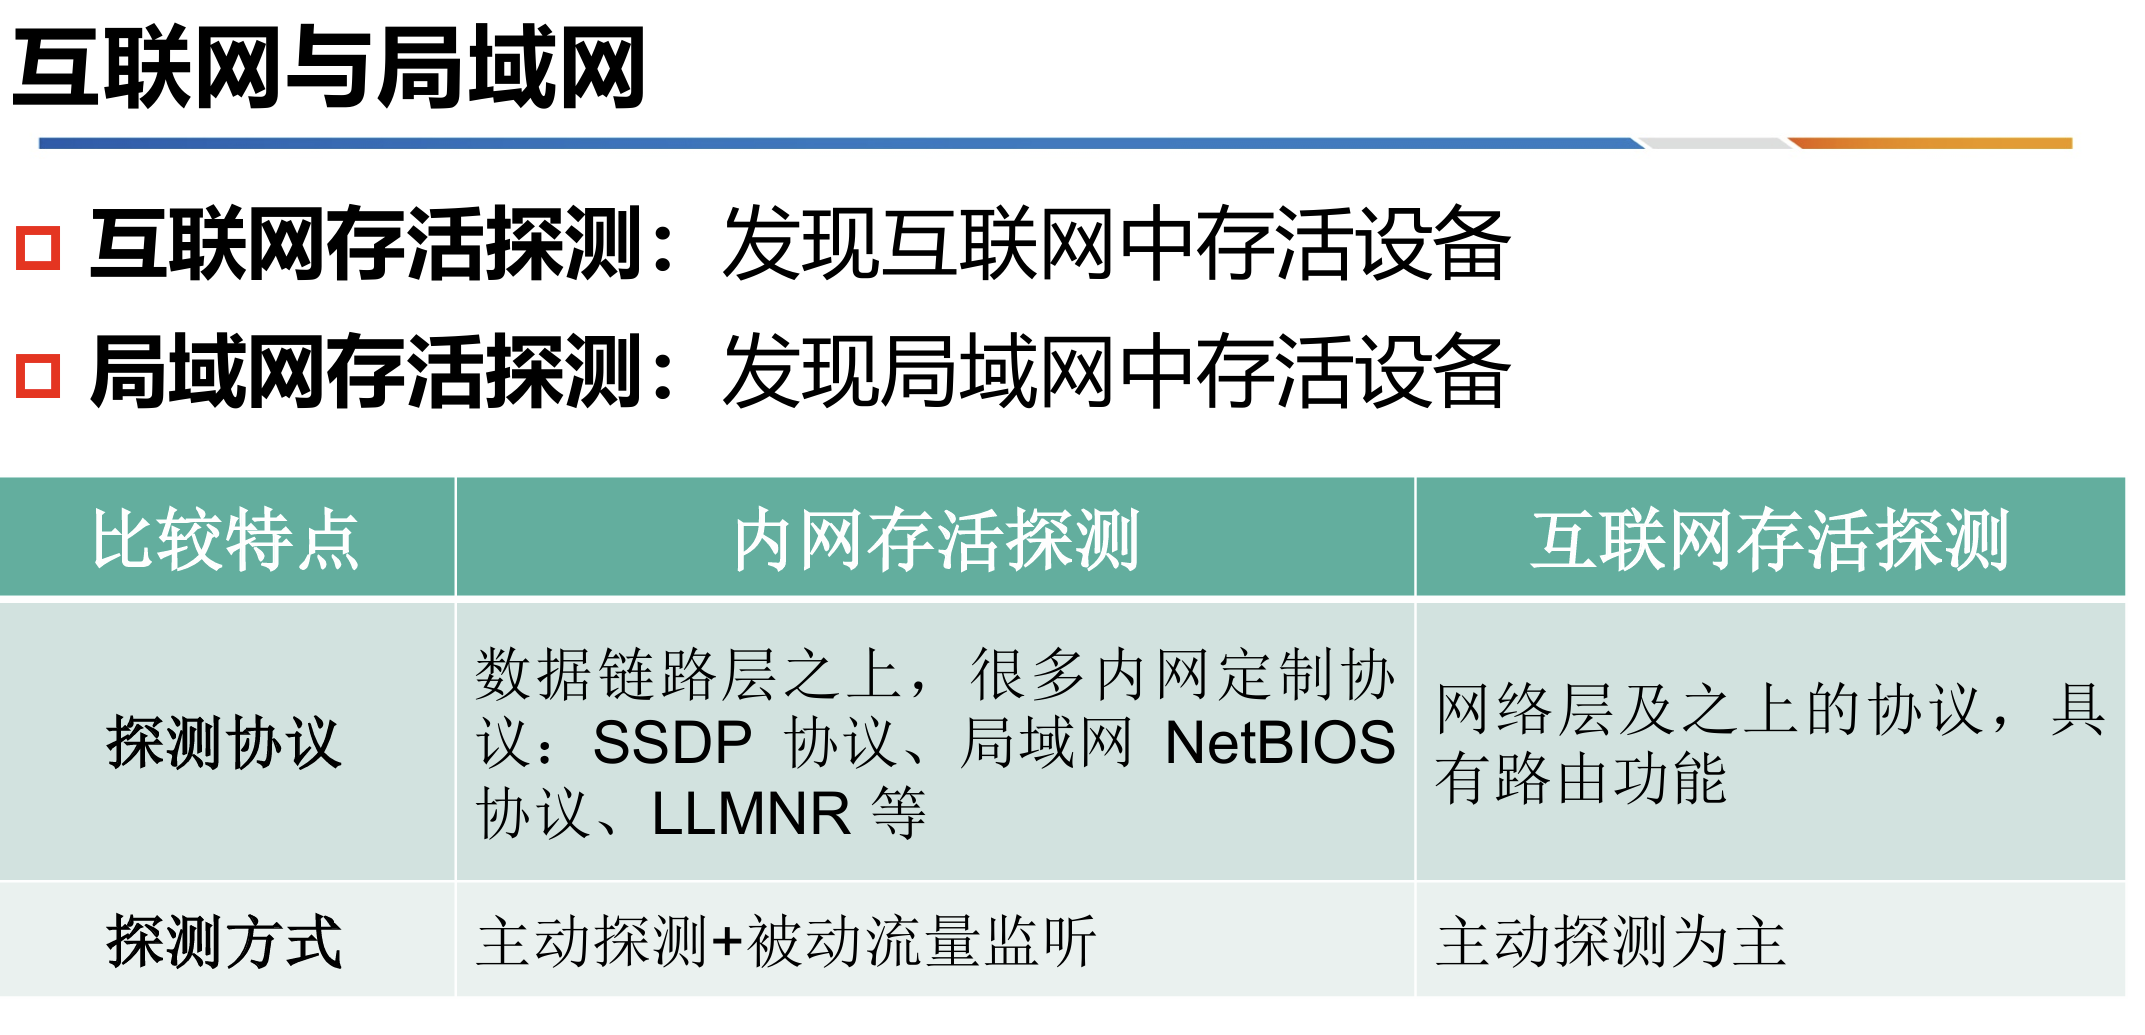 互联网与局域网
互联网存活探测：发现互联网中存活设备
局域网存活探测：发现局域网中存活设备
比较特点
内网存活探测
互联网存活探测
探测协议
数据链路层之上，很多内网定制协
议：SSDP 协议、局域网 NetBIOS
协议、LLMNR 等
网络层及之上的协议，具
有路由功能
探测方式
主动探测+被动流量监听
主动探测为主